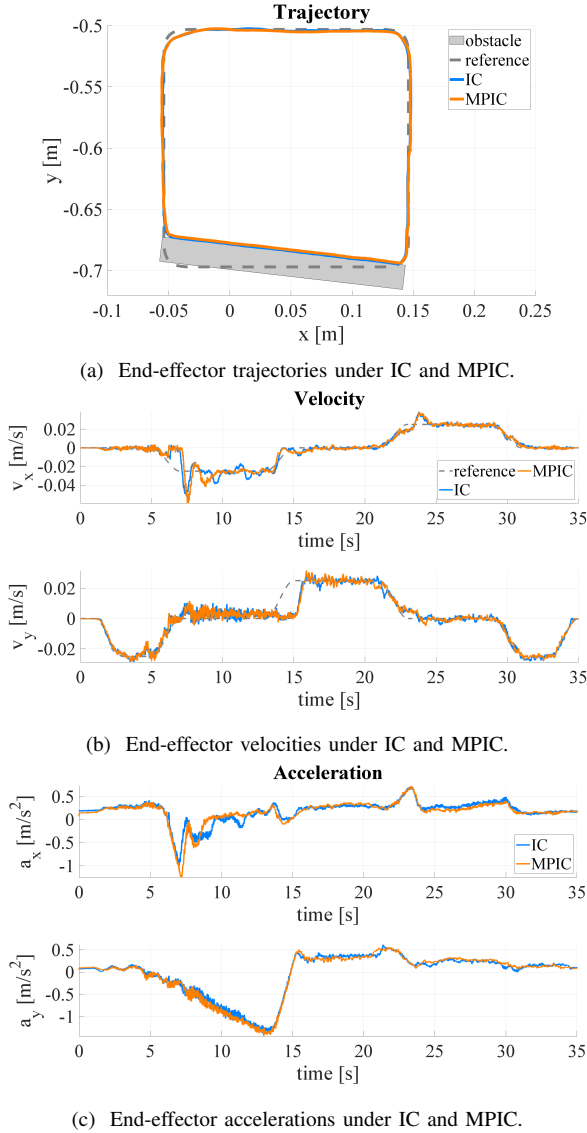 Trajectory
-0.5
-0.55
-0.6
-0.65
-0.7
y [m]
obstacle
reference
IC
MPIC
-0.1 -0.05 0 0.05 0.1 0.15 0.2 0.25
x [m]
(a) End-effector trajectories under IC and MPIC.
Velocity
0.02
0
-0.02
-0.04
v_x [m/s]
reference MPIC
IC
0 5 10 15 20 25 30 35
time [s]
0.02
0
-0.02
v_y [m/s]
0 5 10 15 20 25 30 35
time [s]
(b) End-effector velocities under IC and MPIC.
Acceleration
0.5
0
-0.5
-1
a_x [m/s²]
IC
MPIC
0 5 10 15 20 25 30 35
time [s]
0.5
0
-0.5
-1
a_y [m/s²]
0 5 10 15 20 25 30 35
time [s]
(c) End-effector accelerations under IC and MPIC.